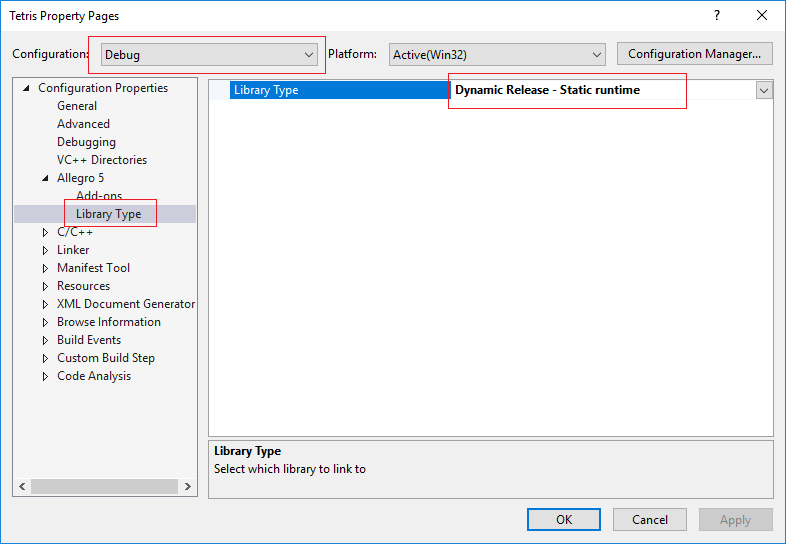 Tetris Property Pages
?
Configuration: Debug Platform: Active(Win32) Configuration Manager...
Configuration Properties
General
Advanced
Debugging
VC++ Directories
Allegro 5
Add-ons
Library Type
C/C++
Linker
Manifest Tool
Resources
XML Document Generator
Browse Information
Build Events
Custom Build Step
Code Analysis
Library Type Dynamic Release - Static runtime
Library Type
Select which library to link to
OK Cancel Apply